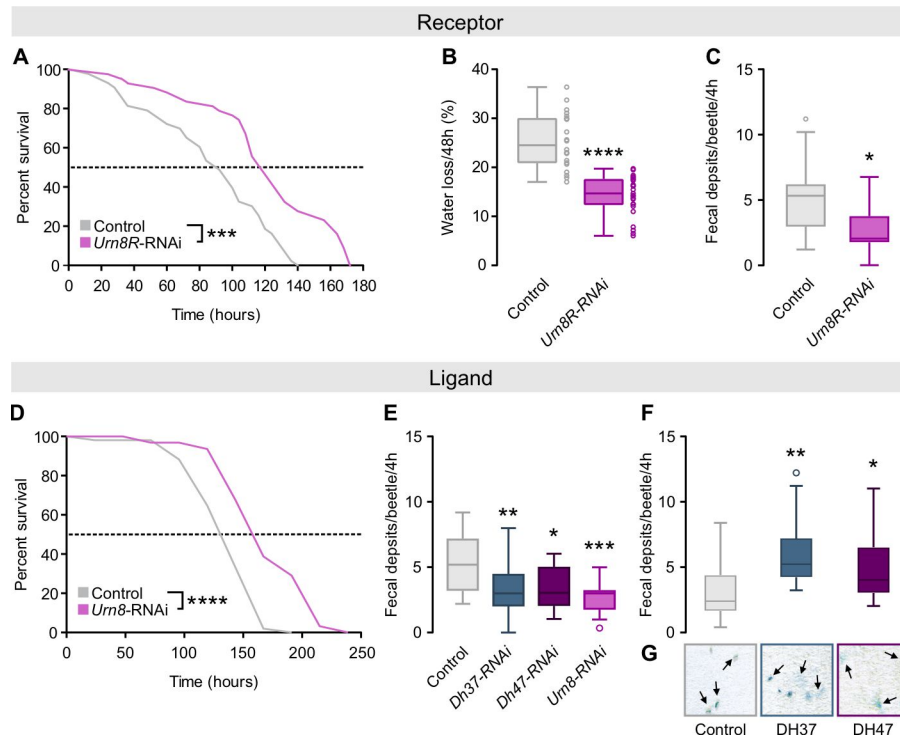 Receptor
A
Percent survival
100
80
60
40
20
0
Control
Urn8R-RNAi
***
0 20 40 60 80 100 120 140 160 180
Time (hours)
B
Water loss/48h (%)
40
30
20
10
0
****
Control
Urn8R-RNAi
C
Fecal deposits/beetle/4h
15
10
5
0
*
Control
Urn8R-RNAi
Ligand
D
Percent survival
100
80
60
40
20
0
Control
Urn8-RNAi
****
0 50 100 150 200 250
Time (hours)
E
Fecal depsits/beetle/4h
15
10
5
0
** * ***
Control
Dh37-RNAi
Dh47-RNAi
Urn8-RNAi
F
Fecal depsits/beetle/4h
15
10
5
0
** *
G
Control DH37 DH47